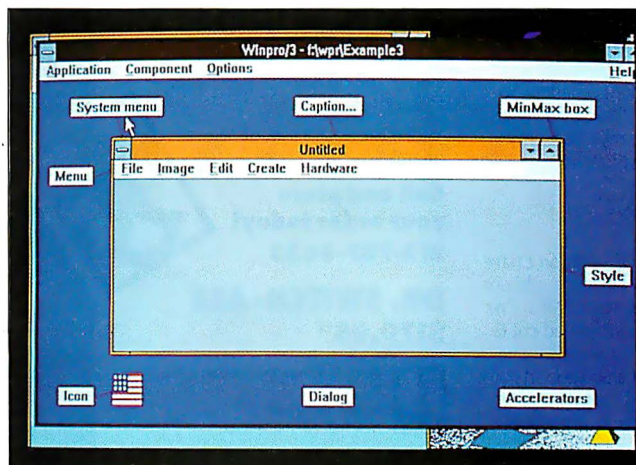 Winpro/3 - f:\wpr\Example3
Application Component Options Help
System menu Caption... MinMax box
Untitled
File Image Edit Create Hardware
Menu
Style
Icon Dialog Accelerators